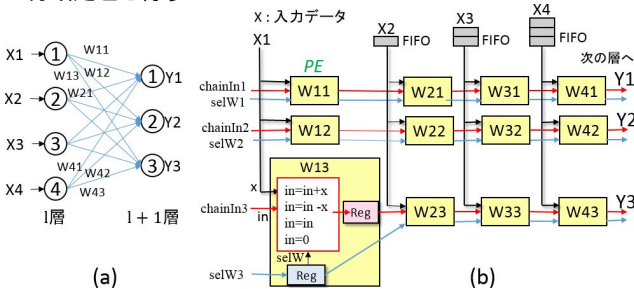 X : 入力データ
X1
X2
FIFO
X3
FIFO
X4
FIFO
次の層へ
PE
chainIn1
selW1
W11
W21
W31
W41
Y1
chainIn2
selW2
W12
W22
W32
W42
Y2
W13
x
in=in+x
in=in -x
in=in
in=0
chainIn3
in
Reg
W23
W33
W43
Y3
selW
selW3
Reg
(b)
X1
1
W11
W12
W13
1
Y1
X2
2
W21
2
Y2
X3
3
W41
W42
3
Y3
X4
4
W43
l層
l + 1層
(a)